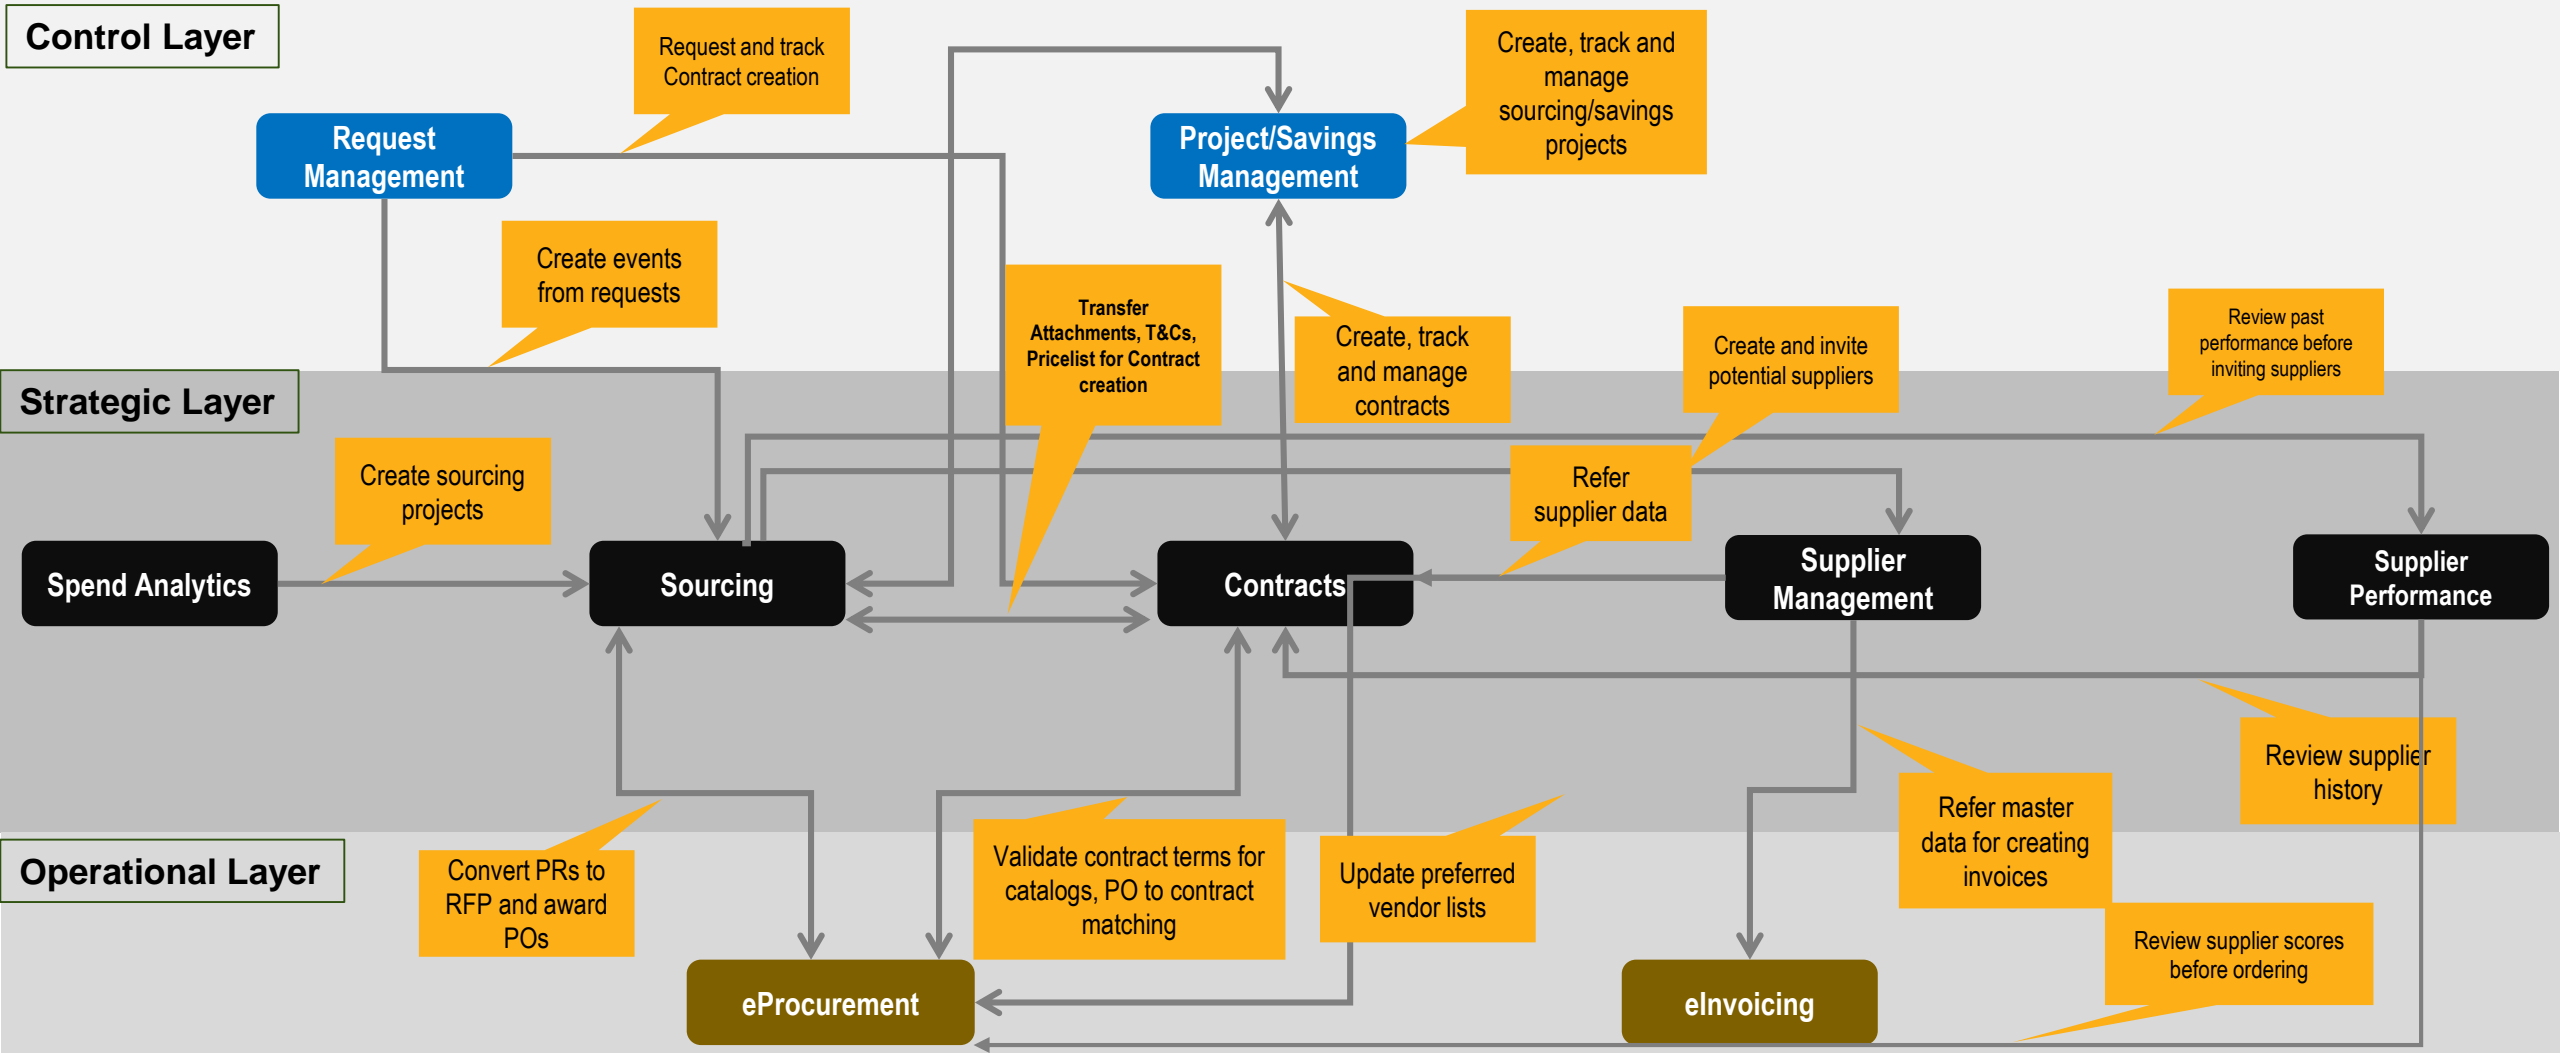 Control Layer
Request and track
Contract creation
Create, track and
manage
sourcing/savings
projects
Request
Management
Project/Savings
Management
Create events
from requests
Transfer
Attachments, T&Cs,
Pricelist for Contract
creation
Create, track
and manage
contracts
Create and invite
potential suppliers
Review past
performance before
inviting suppliers
Strategic Layer
Create sourcing
projects
Refer
supplier data
Spend Analytics
Sourcing
Contracts
Supplier
Management
Supplier
Performance
Review supplier
history
Refer master
data for creating
invoices
Operational Layer
Convert PRs to
RFP and award
POs
Validate contract terms for
catalogs, PO to contract
matching
Update preferred
vendor lists
Review supplier scores
before ordering
eProcurement
eInvoicing